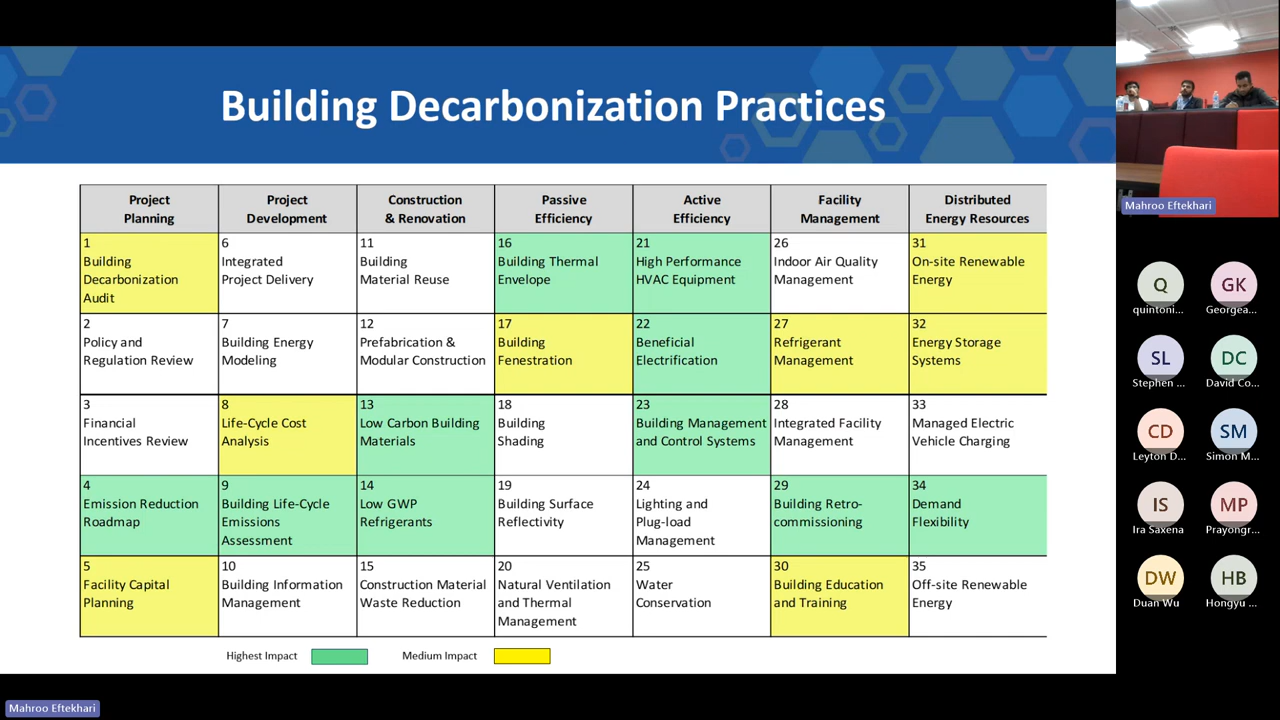 Building Decarbonization Practices
Project
Planning
Project
Development
Construction
& Renovation
Passive
Efficiency
Active
Efficiency
Facility
Management
Distributed
Energy Resources
1
Building
Decarbonization
Audit
6
Integrated
Project Delivery
11
Building
Material Reuse
16
Building Thermal
Envelope
21
High Performance
HVAC Equipment
26
Indoor Air Quality
Management
31
On-site Renewable
Energy
2
Policy and
Regulation Review
7
Building Energy
Modeling
12
Prefabrication &
Modular Construction
17
Building
Fenestration
22
Beneficial
Electrification
27
Refrigerant
Management
32
Energy Storage
Systems
3
Financial
Incentives Review
8
Life-Cycle Cost
Analysis
13
Low Carbon Building
Materials
18
Building
Shading
23
Building Management
and Control Systems
28
Integrated Facility
Management
33
Managed Electric
Vehicle Charging
4
Emission Reduction
Roadmap
9
Building Life-Cycle
Emissions
Assessment
14
Low GWP
Refrigerants
19
Building Surface
Reflectivity
24
Lighting and
Plug-load
Management
29
Building Retro-
commissioning
34
Demand
Flexibility
5
Facility Capital
Planning
10
Building Information
Management
15
Construction Material
Waste Reduction
20
Natural Ventilation
and Thermal
Management
25
Water
Conservation
30
Building Education
and Training
35
Off-site Renewable
Energy
Highest Impact
Medium Impact
Mahroo Eftekhari
Mahroo Eftekhari
Q
quintoni...
GK
Georgea...
SL
Stephen ...
DC
David Co...
CD
Leyton D...
SM
Simon M...
IS
Ira Saxena
MP
Prayongr...
DW
Duan Wu
HB
Hongyu ...